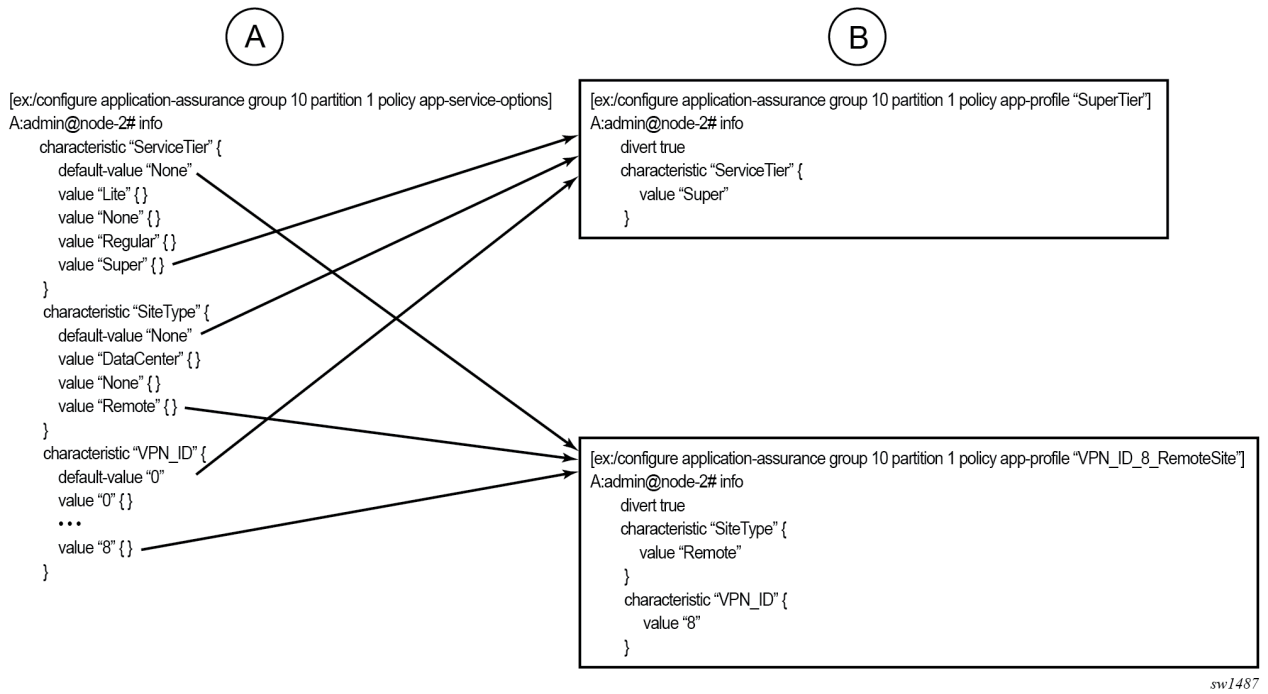 A
B
[ex:/configure application-assurance group 10 partition 1 policy app-service-options]
A:admin@node-2# info
characteristic “ServiceTier” {
default-value “None”
value “Lite” { }
value “None” { }
value “Regular” { }
value “Super” { }
}
characteristic “SiteType” {
default-value “None”
value “DataCenter” { }
value “None” { }
value “Remote” { }
}
characteristic “VPN_ID” {
default-value “0”
value “0” { }
• • •
value “8” { }
}
[ex:/configure application-assurance group 10 partition 1 policy app-profile “SuperTier”]
A:admin@node-2# info
divert true
characteristic “ServiceTier” {
value “Super”
}
[ex:/configure application-assurance group 10 partition 1 policy app-profile “VPN_ID_8_RemoteSite”]
A:admin@node-2# info
divert true
characteristic “SiteType” {
value “Remote”
}
characteristic “VPN_ID” {
value “8”
}
sw1487